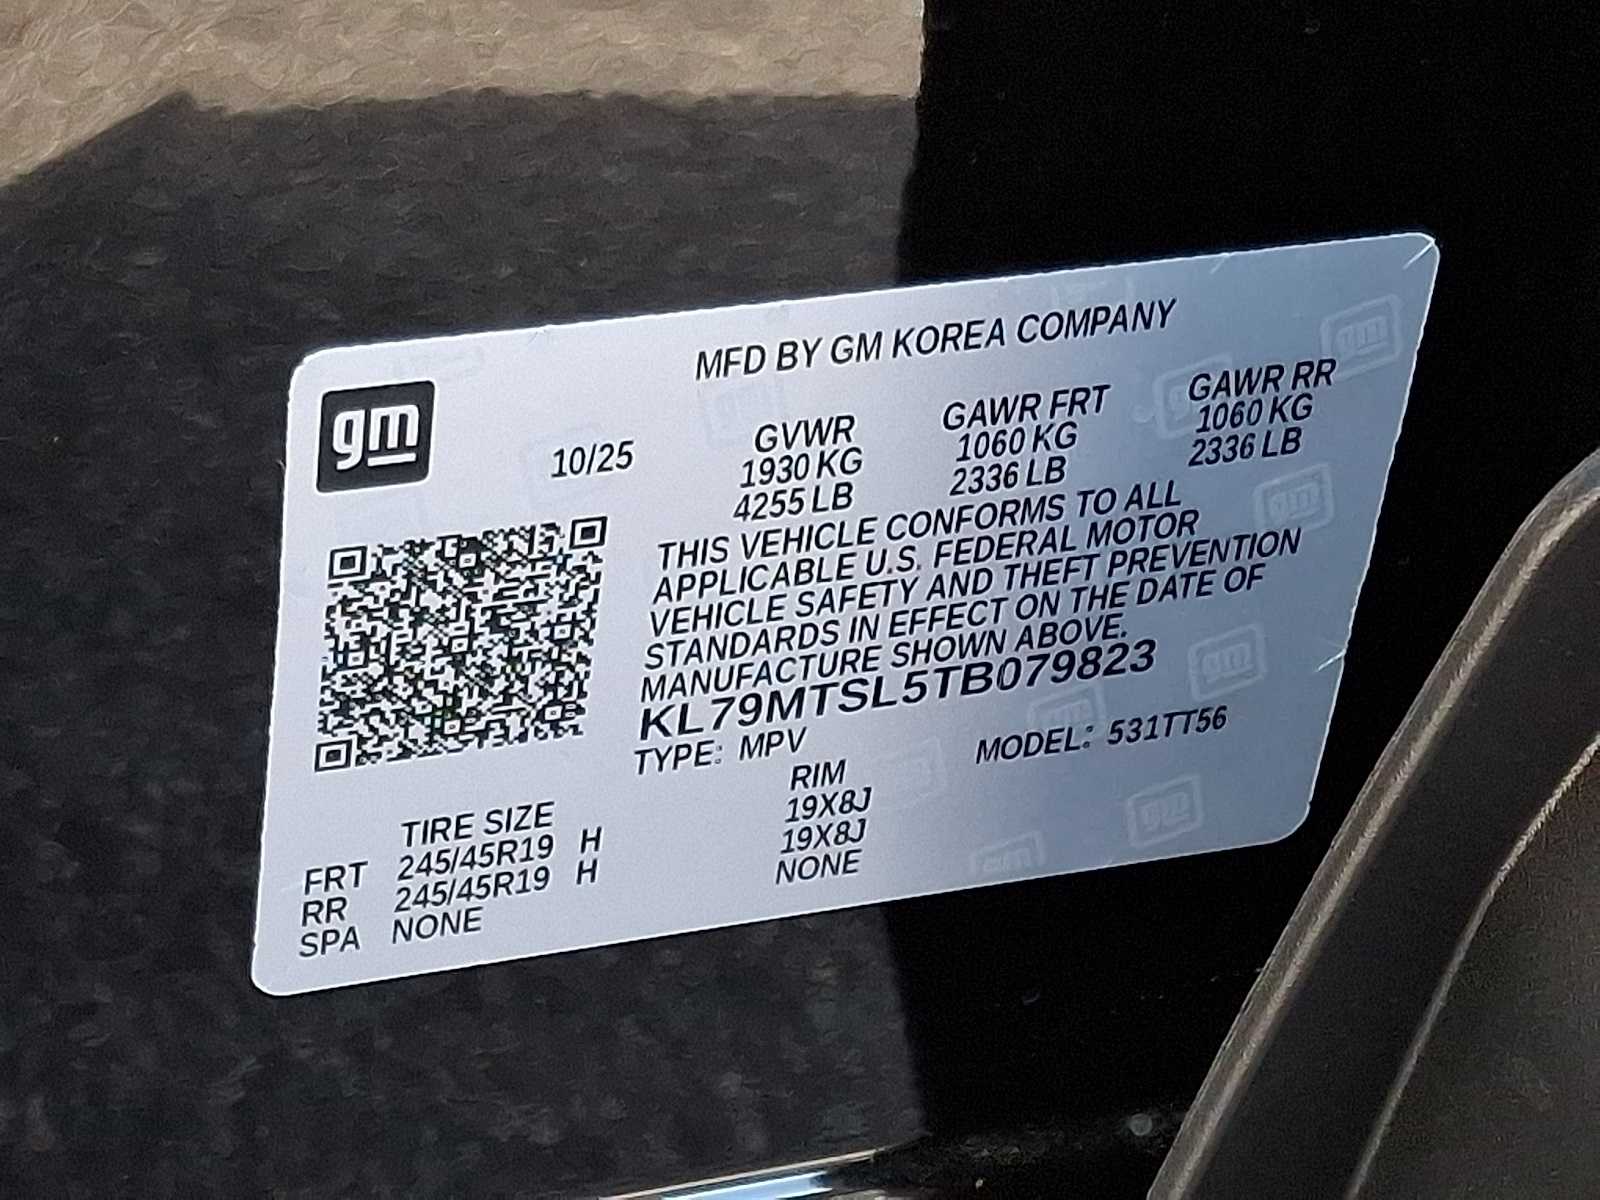 MFD BY GM KOREA COMPANY
gm
10/25
GVWR GAWR FRT GAWR RR
1930 KG 1060 KG 1060 KG
4255 LB 2336 LB 2336 LB
THIS VEHICLE CONFORMS TO ALL
APPLICABLE U.S. FEDERAL MOTOR
VEHICLE SAFETY AND THEFT PREVENTION
STANDARDS IN EFFECT ON THE DATE OF
MANUFACTURE SHOWN ABOVE.
KL79MTSL5TB079823
TYPE: MPV MODEL: 531TT56
TIRE SIZE RIM
FRT 245/45R19 H 19X8J
RR 245/45R19 H 19X8J
SPA NONE NONE